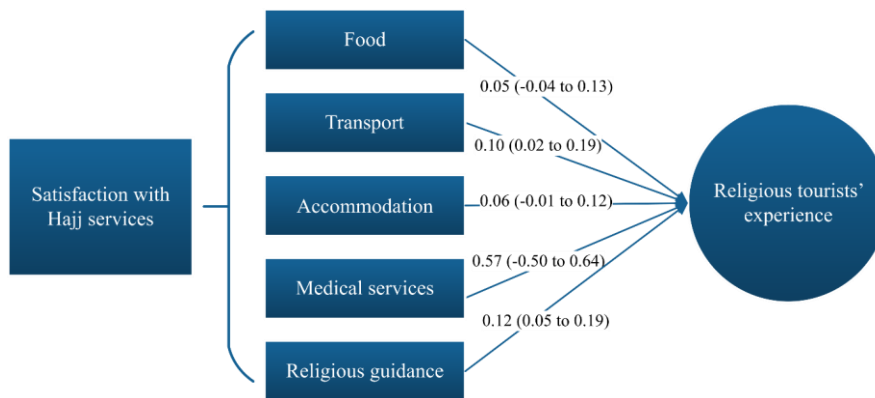 Food
0.05 (-0.04 to 0.13)
Transport
0.10 (0.02 to 0.19)
Satisfaction with
Hajj services
Accommodation
0.06 (-0.01 to 0.12)
Religious tourists'
experience
0.57 (-0.50 to 0.64)
Medical services
0.12 (0.05 to 0.19)
Religious guidance